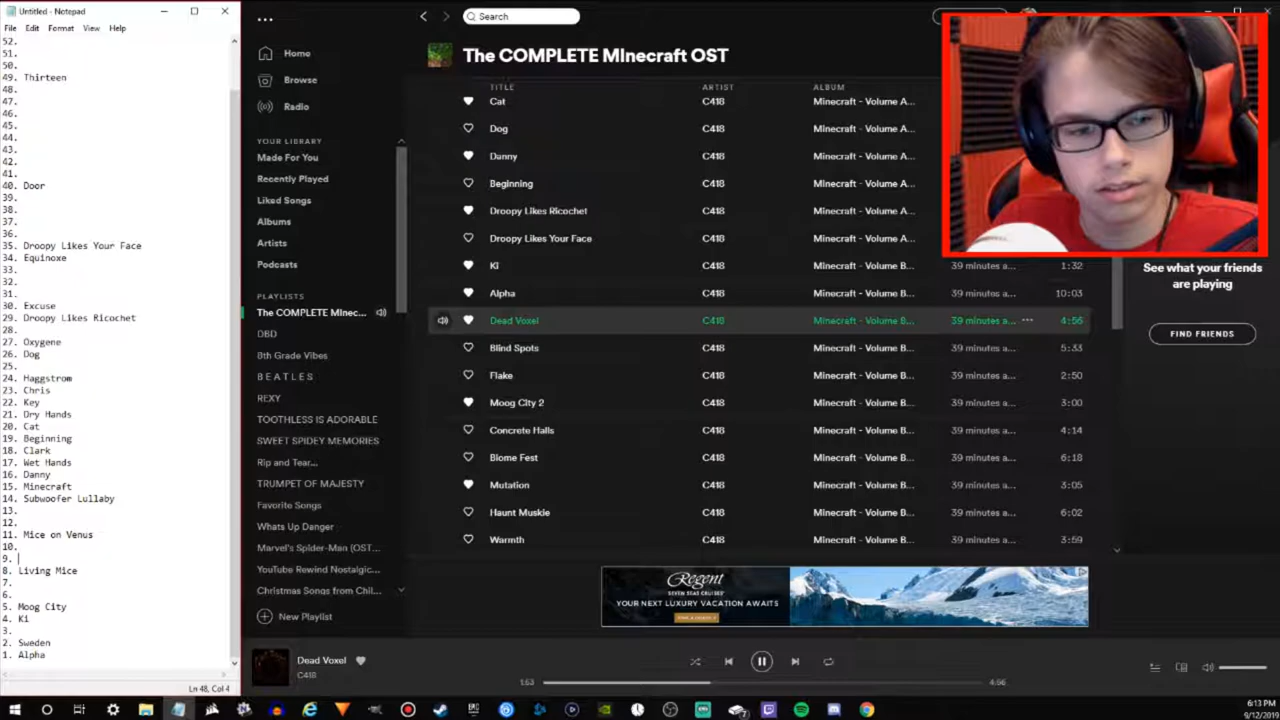 Untitled - Notepad
File Edit Format View Help
52.
51.
50.
49. Thirteen
48.
47.
46.
45.
44.
43.
42.
41.
40. Door
39.
38.
37.
36.
35. Droopy Likes Your Face
34. Equinoxe
33.
32.
31.
30. Excuse
29. Droopy Likes Ricochet
28.
27. Oxygene
26. Dog
25.
24. Haggstrom
23. Chris
22. Key
21. Dry Hands
20. Cat
19. Beginning
18. Clark
17. Wet Hands
16. Danny
15. Minecraft
14. Subwoofer Lullaby
13.
12.
11. Mice on Venus
10.
9.
8. Living Mice
7.
6.
5. Moog City
4. Ki
3.
2. Sweden
1. Alpha
Ln 48, Col 4
Home
Browse
Radio
YOUR LIBRARY
Made For You
Recently Played
Liked Songs
Albums
Artists
Podcasts
PLAYLISTS
The COMPLETE MInec...
DBD
8th Grade Vibes
B E A T L E S
REXY
TOOTHLESS IS ADORABLE
SWEET SPIDEY MEMORIES
Rip and Tear...
TRUMPET OF MAJESTY
Favorite Songs
Whats Up Danger
Marvel's Spider-Man (OST...
YouTube Rewind Nostalgic...
Christmas Songs from Chil...
New Playlist
Search
The COMPLETE MInecraft OST
TITLE ARTIST ALBUM
Cat C418 Minecraft - Volume A...
Dog C418 Minecraft - Volume A...
Danny C418 Minecraft - Volume A...
Beginning C418 Minecraft - Volume A...
Droopy Likes Ricochet C418 Minecraft - Volume A...
Droopy Likes Your Face C418 Minecraft - Volume A...
Ki C418 Minecraft - Volume B... 39 minutes a... 1:32
Alpha C418 Minecraft - Volume B... 39 minutes a... 10:03
Dead Voxel C418 Minecraft - Volume B... 39 minutes a... 4:56
Blind Spots C418 Minecraft - Volume B... 39 minutes a... 5:33
Flake C418 Minecraft - Volume B... 39 minutes a... 2:50
Moog City 2 C418 Minecraft - Volume B... 39 minutes a... 3:00
Concrete Halls C418 Minecraft - Volume B... 39 minutes a... 4:14
Biome Fest C418 Minecraft - Volume B... 39 minutes a... 6:18
Mutation C418 Minecraft - Volume B... 39 minutes a... 3:05
Haunt Muskie C418 Minecraft - Volume B... 39 minutes a... 6:02
Warmth C418 Minecraft - Volume B... 39 minutes a... 3:59
See what your friends
are playing
FIND FRIENDS
Regent
SEVEN SEAS CRUISES
YOUR NEXT LUXURY VACATION AWAITS
Dead Voxel
C418
1:53
4:56
6:13 PM
9/12/2019